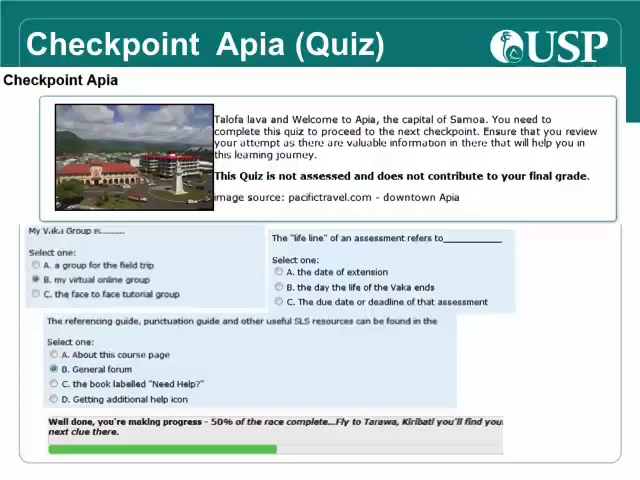 Checkpoint Apia (Quiz)
USP
Checkpoint Apia
Talofa lava and Welcome to Apia, the capital of Samoa. You need to
complete this quiz to proceed to the next checkpoint. Ensure that you review
your attempt as there are valuable information in there that will help you in
this learning journey.
This Quiz is not assessed and does not contribute to your final grade.
image source: pacifictravel.com - downtown Apia
My Vaka Group is.......
Select one:
A. a group for the field trip
B. my virtual online group
C. the face to face tutorial group
The "life line" of an assessment refers to____________
Select one:
A. the date of extension
B. the day the life of the Vaka ends
C. The due date or deadline of that assessment
The referencing guide, punctuation guide and other useful SLS resources can be found in the
Select one:
A. About this course page
B. General forum
C. the book labelled "Need Help?"
D. Getting additional help icon
Well done, you're making progress - 50% of the race complete...Fly to Tarawa, Kiribati you'll find you
next clue there.